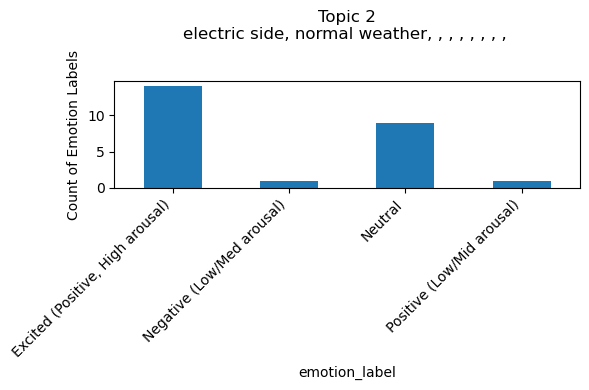 Topic 2
electric side, normal weather, , , , , , , ,
Count of Emotion Labels
10
5
0
Excited (Positive, High arousal)
Negative (Low/Med arousal)
Neutral
Positive (Low/Mid arousal)
emotion_label